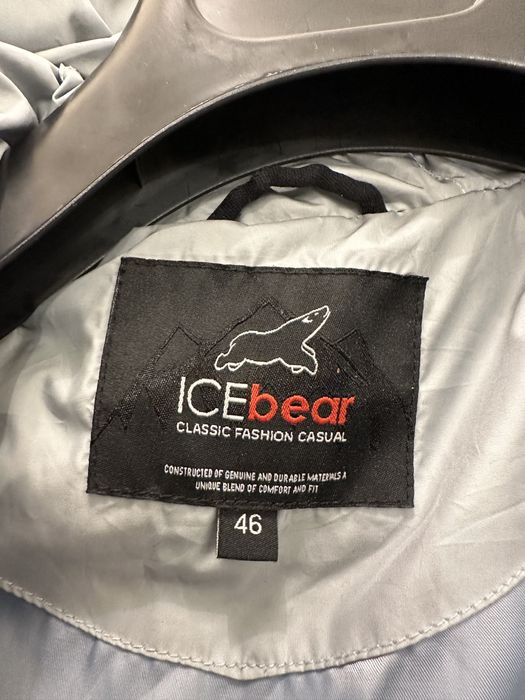 ICEbear
CLASSIC FASHION CASUAL
CONSTRUCTED OF GENUINE AND DURABLE MATERIALS A
UNIQUE BLEND OF COMFORT AND FIT
46